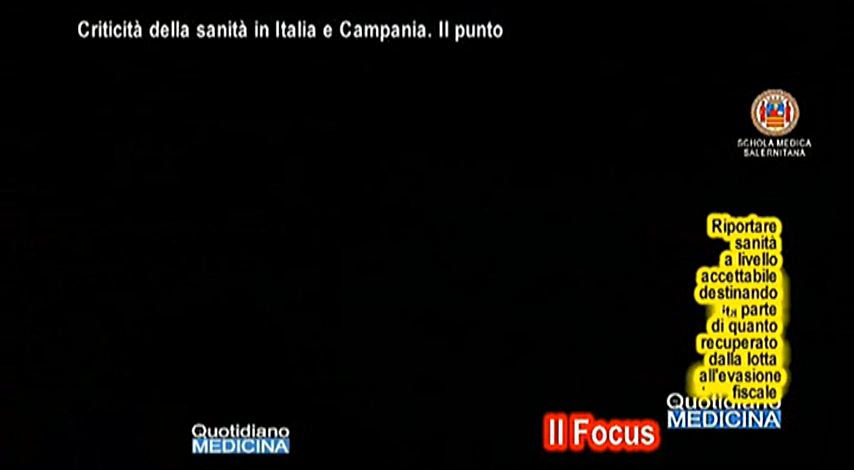 Criticità della sanità in Italia e Campania. Il punto
SCHOLA MEDICA
SALERNITANA
Riportare
sanità
a livello
accettabile
destinando
parte
di quanto
recuperato
dalla lotta
all'evasione
fiscale
Quotidiano
MEDICINA
Il Focus
Quotidiano
MEDICINA